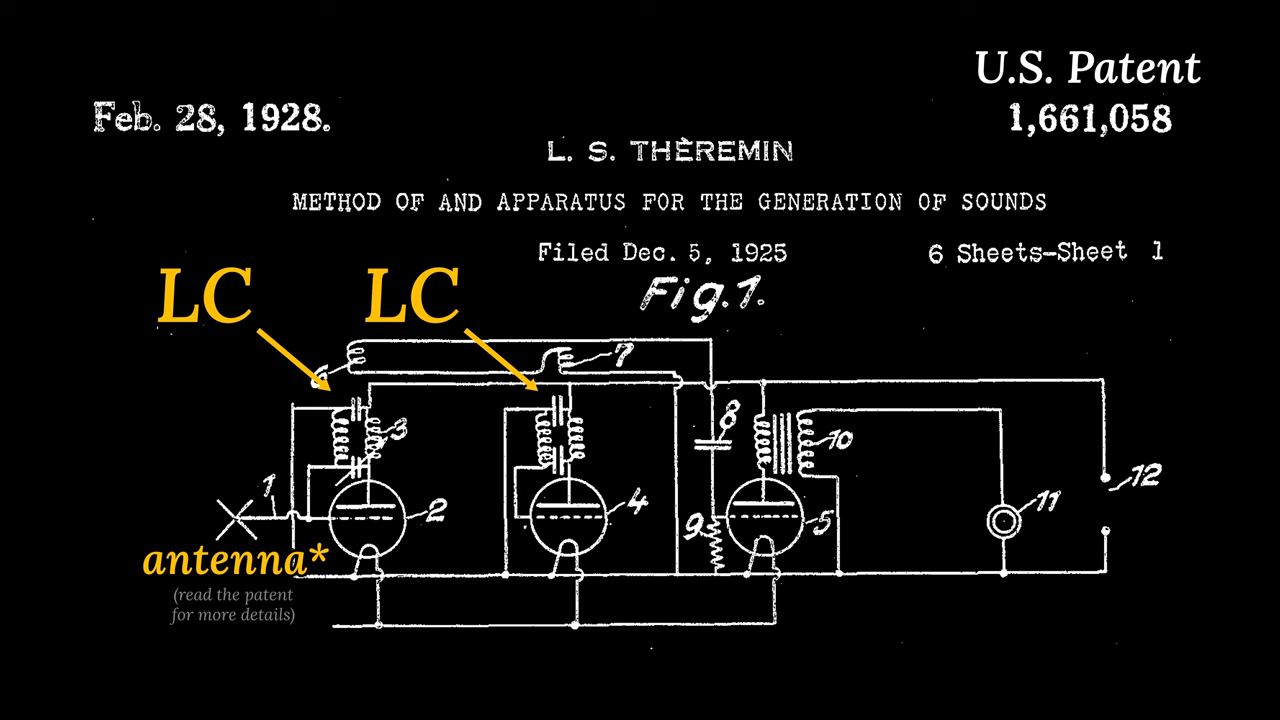 U.S. Patent
Feb. 28, 1928.
1,661,058
L. S. THEREMIN
METHOD OF AND APPARATUS FOR THE GENERATION OF SOUNDS
Filed Dec. 5, 1925
6 Sheets-Sheet 1
LC
LC
Fig.1.
6
7
3
8
10
1
2
4
9
5
11
12
antenna*
(read the patent
for more details)